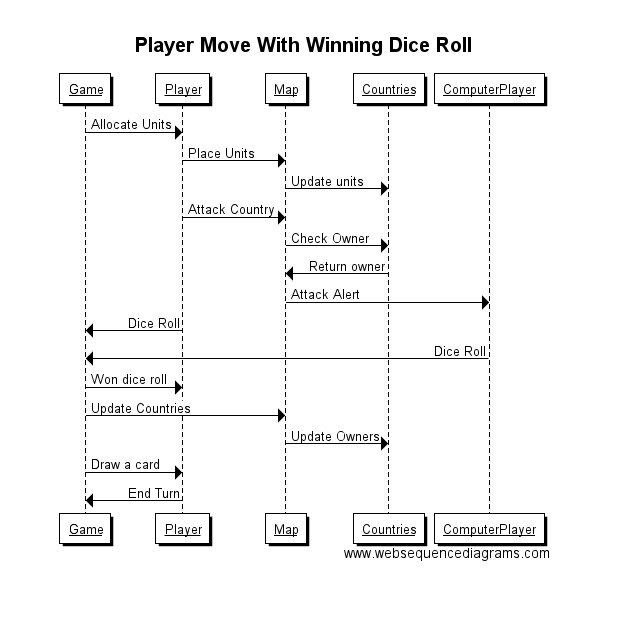 Player Move With Winning Dice Roll
Game Player Map Countries ComputerPlayer
Allocate Units
Place Units
Update units
Attack Country
Check Owner
Return owner
Attack Alert
Dice Roll
Dice Roll
Won dice roll
Update Countries
Update Owners
Draw a card
End Turn
Game Player Map Countries ComputerPlayer
www.websequencediagrams.com